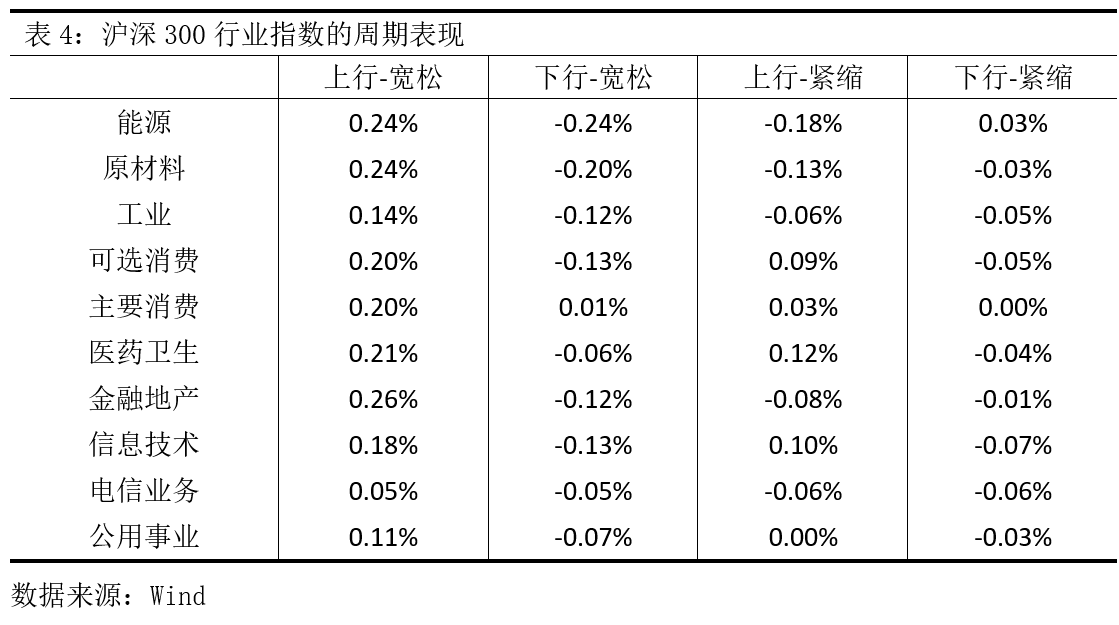 表 4：沪深 300 行业指数的周期表现
上行-宽松 下行-宽松 上行-紧缩 下行-紧缩
能源 0.24% -0.24% -0.18% 0.03%
原材料 0.24% -0.20% -0.13% -0.03%
工业 0.14% -0.12% -0.06% -0.05%
可选消费 0.20% -0.13% 0.09% -0.05%
主要消费 0.20% 0.01% 0.03% 0.00%
医药卫生 0.21% -0.06% 0.12% -0.04%
金融地产 0.26% -0.12% -0.08% -0.01%
信息技术 0.18% -0.13% 0.10% -0.07%
电信业务 0.05% -0.05% -0.06% -0.06%
公用事业 0.11% -0.07% 0.00% -0.03%
数据来源：Wind